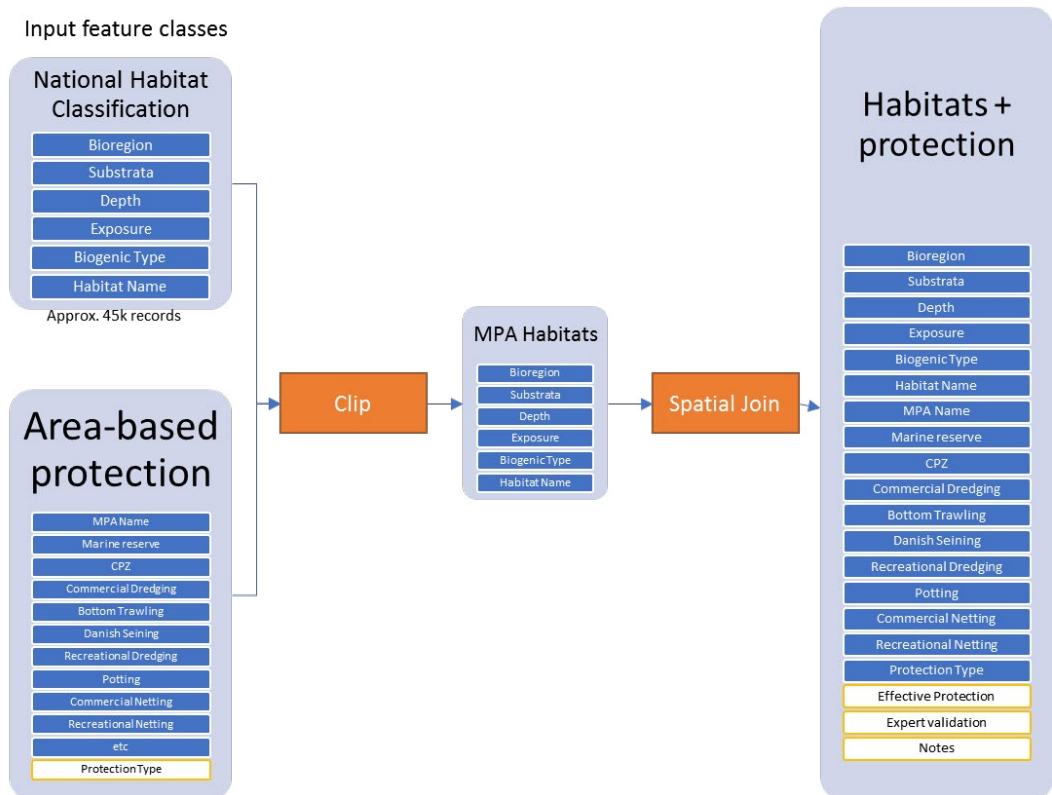 Input feature classes
National Habitat
Classification
Bioregion
Substrata
Depth
Exposure
Biogenic Type
Habitat Name
Approx. 45k records
Area-based
protection
MPA Name
Marine reserve
CPZ
Commercial Dredging
Bottom Trawling
Danish Seining
Recreational Dredging
Potting
Commercial Netting
Recreational Netting
etc
Protection Type
Clip
MPA Habitats
Bioregion
Substrata
Depth
Exposure
Biogenic Type
Habitat Name
Spatial Join
Habitats +
protection
Bioregion
Substrata
Depth
Exposure
Biogenic Type
Habitat Name
MPA Name
Marine reserve
CPZ
Commercial Dredging
Bottom Trawling
Danish Seining
Recreational Dredging
Potting
Commercial Netting
Recreational Netting
Protection Type
Effective Protection
Expert validation
Notes